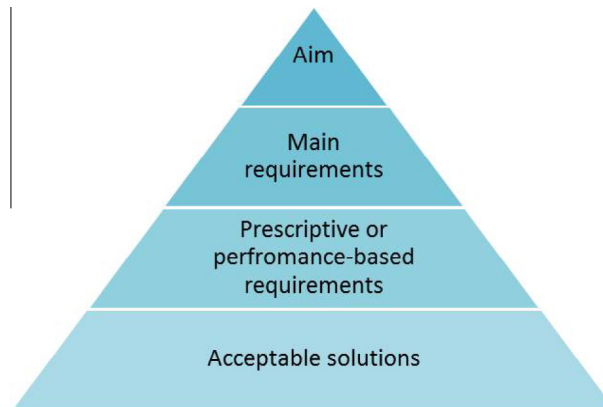 Aim
Main
requirements
Prescriptive or
perfromance-based
requirements
Acceptable solutions